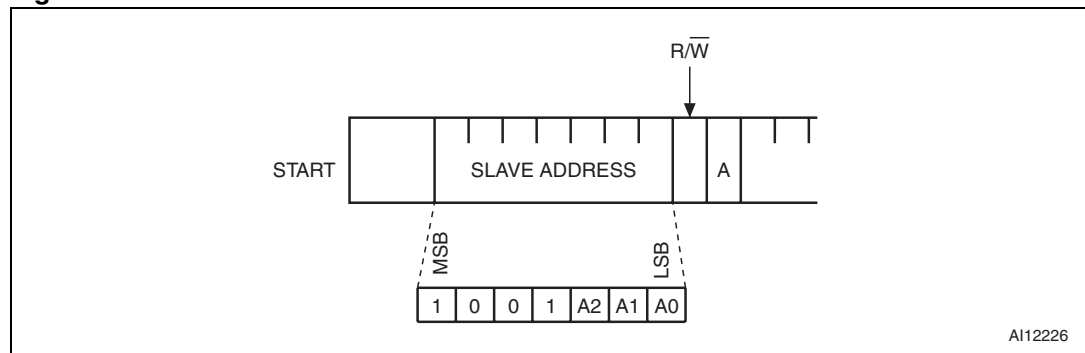 R/W̅
START
SLAVE ADDRESS
A
MSB
LSB
1 0 0 1 A2 A1 A0
AI12226